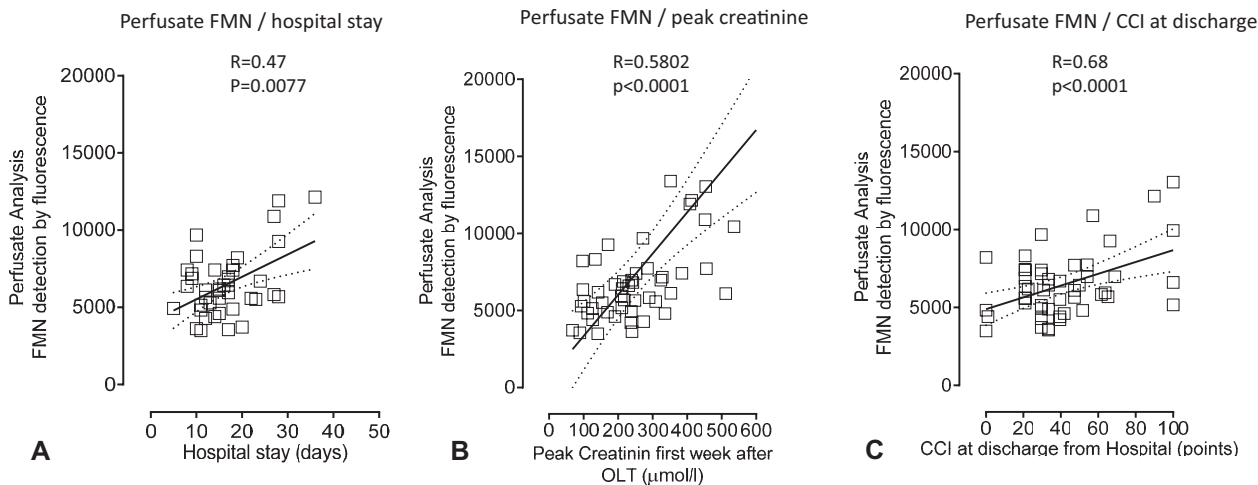 Perfusate FMN / hospital stay
R=0.47
P=0.0077
20000
15000
10000
5000
0
Perfusate Analysis
FMN detection by fluorescence
0 10 20 30 40 50
Hospital stay (days)
A
Perfusate FMN / peak creatinine
R=0.5802
p<0.0001
20000
15000
10000
5000
0
Perfusate Analysis
FMN detection by fluorescence
0 100 200 300 400 500 600
Peak Creatinin first week after
OLT (μmol/l)
B
Perfusate FMN / CCI at discharge
R=0.68
p<0.0001
20000
15000
10000
5000
0
Perfusate Analysis
FMN detection by fluorescence
0 20 40 60 80 100
CCI at discharge from Hospital (points)
C